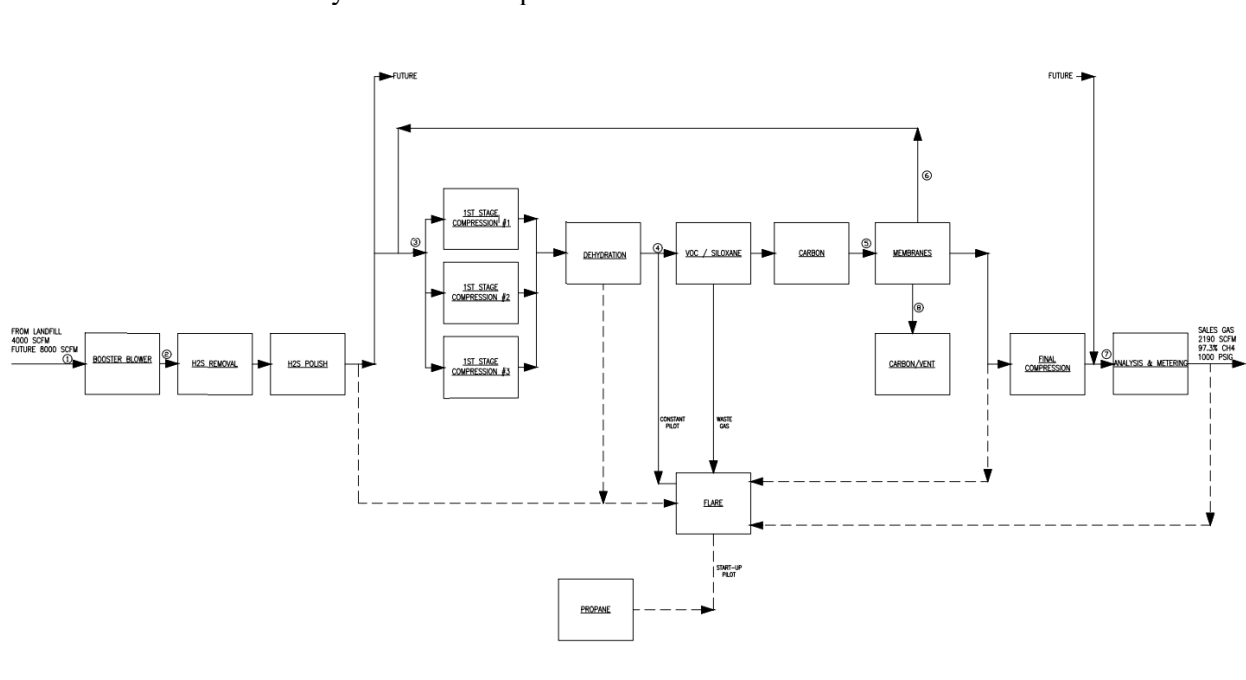 FUTURE
FUTURE
⑥
1ST STAGE
COMPRESSION #1
③
DEHYDRATION
④
VOC / SILOXANE
CARBON
⑤
MEMBRANES
1ST STAGE
COMPRESSION #2
⑧
FROM LANDFILL
4000 SCFM
FUTURE 8000 SCFM
①
BOOSTER BLOWER
②
H2S REMOVAL
H2S POLISH
1ST STAGE
COMPRESSION #3
CARBON/VENT
FINAL
COMPRESSION
⑦
ANALYSIS & METERING
SALES GAS
2190 SCFM
97.3% CH4
1000 PSIG
CONSTANT
PILOT
WASTE
GAS
FLARE
START-UP
PILOT
PROPANE